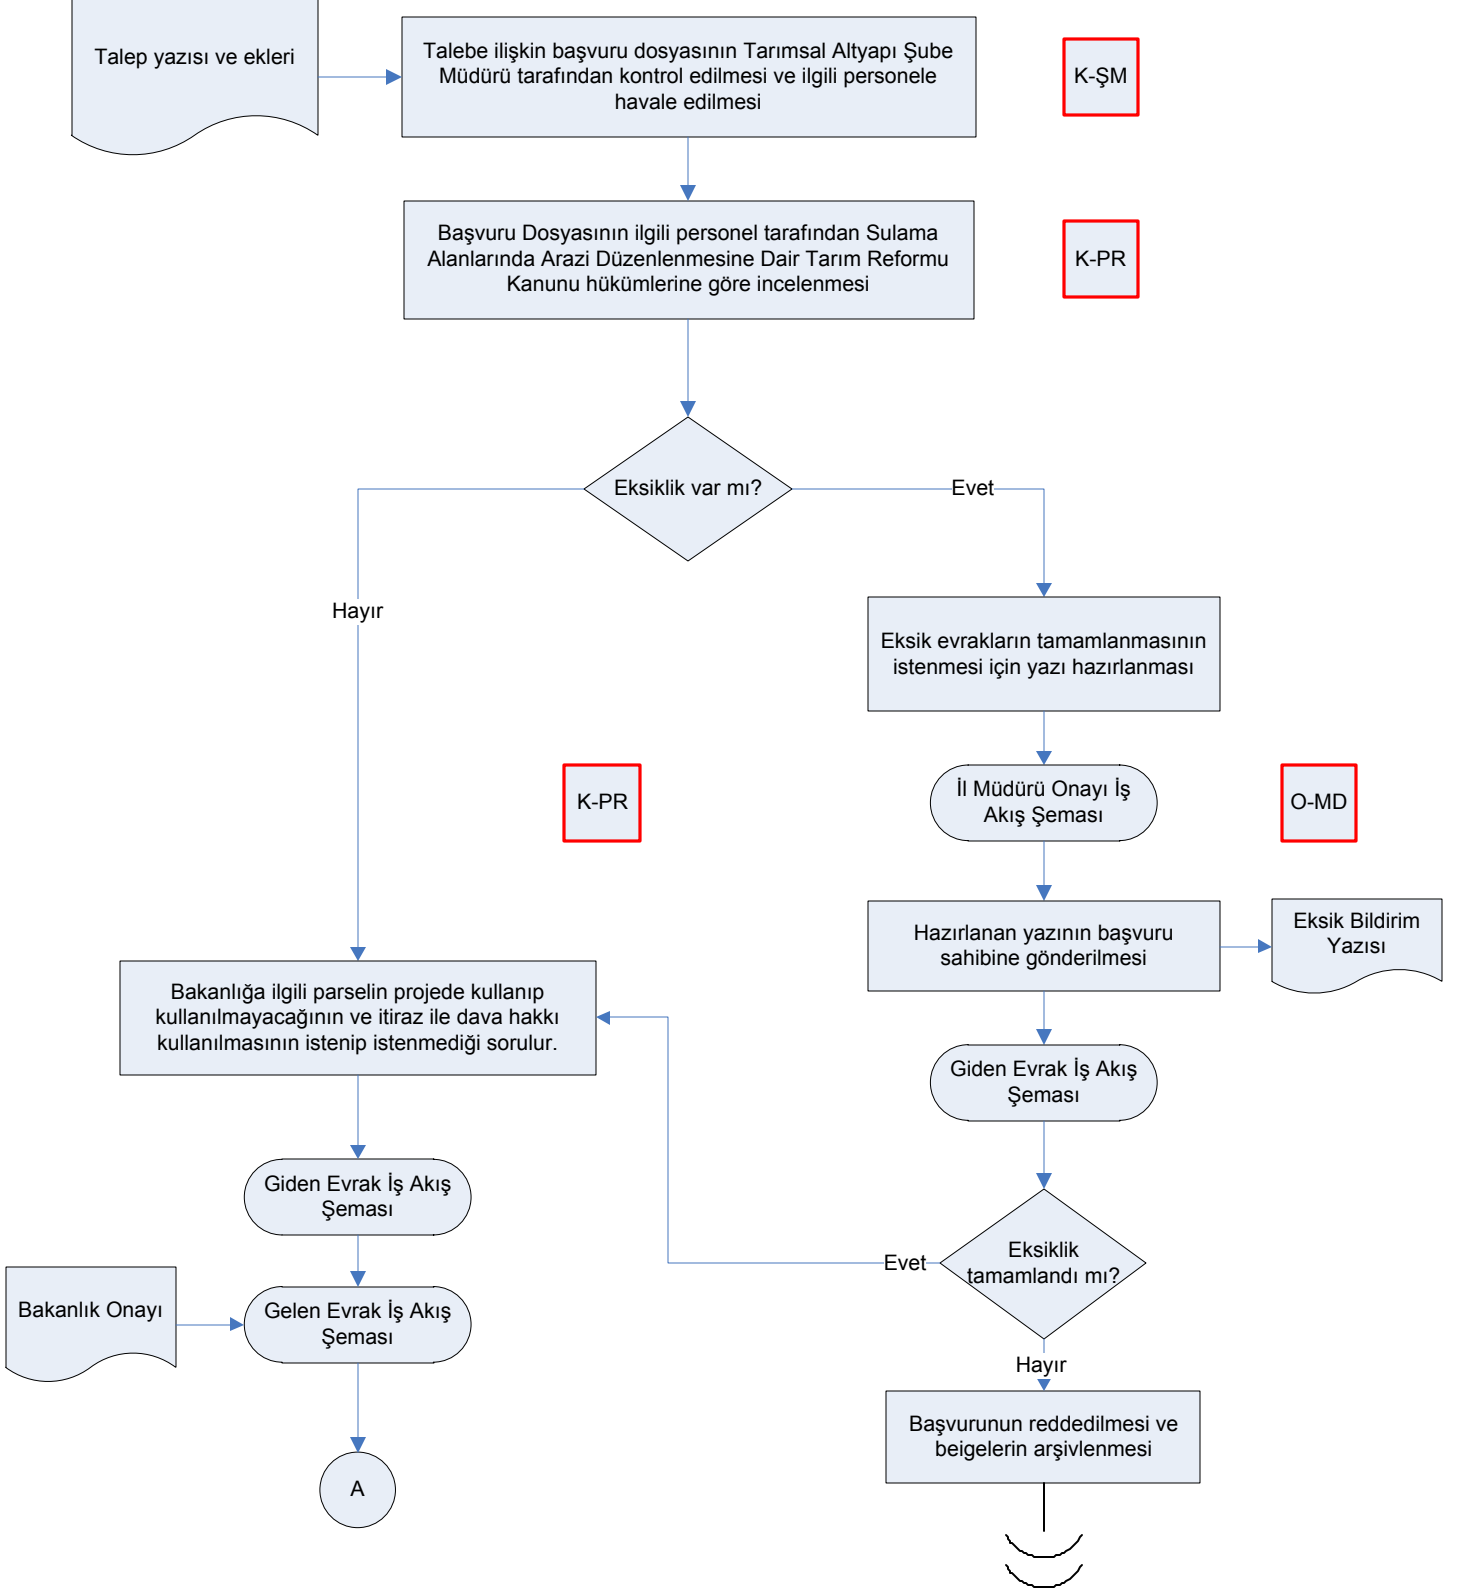 Talep yazısı ve ekleri
Talebe ilişkin başvuru dosyasının Tarımsal Altyapı Şube
Müdürü tarafından kontrol edilmesi ve ilgili personele
havale edilmesi
K-ŞM
Başvuru Dosyasının ilgili personel tarafından Sulama
Alanlarında Arazi Düzenlenmesine Dair Tarım Reformu
Kanunu hükümlerine göre incelenmesi
K-PR
Eksiklik var mı?
Evet
Hayır
Eksik evrakların tamamlanmasının
istenmesi için yazı hazırlanması
K-PR
İl Müdürü Onayı İş
Akış Şeması
O-MD
Hazırlanan yazının başvuru
sahibine gönderilmesi
Eksik Bildirim
Yazısı
Bakanlığa ilgili parselin projede kullanıp
kullanılmayacağının ve itiraz ile dava hakkı
kullanılmasının istenip istenmediği sorulur.
Giden Evrak İş Akış
Şeması
Giden Evrak İş Akış
Şeması
Eksiklik
tamamlandı mı?
Evet
Bakanlık Onayı
Gelen Evrak İş Akış
Şeması
Hayır
Başvurunun reddedilmesi ve
beigelerin arşivlenmesi
A